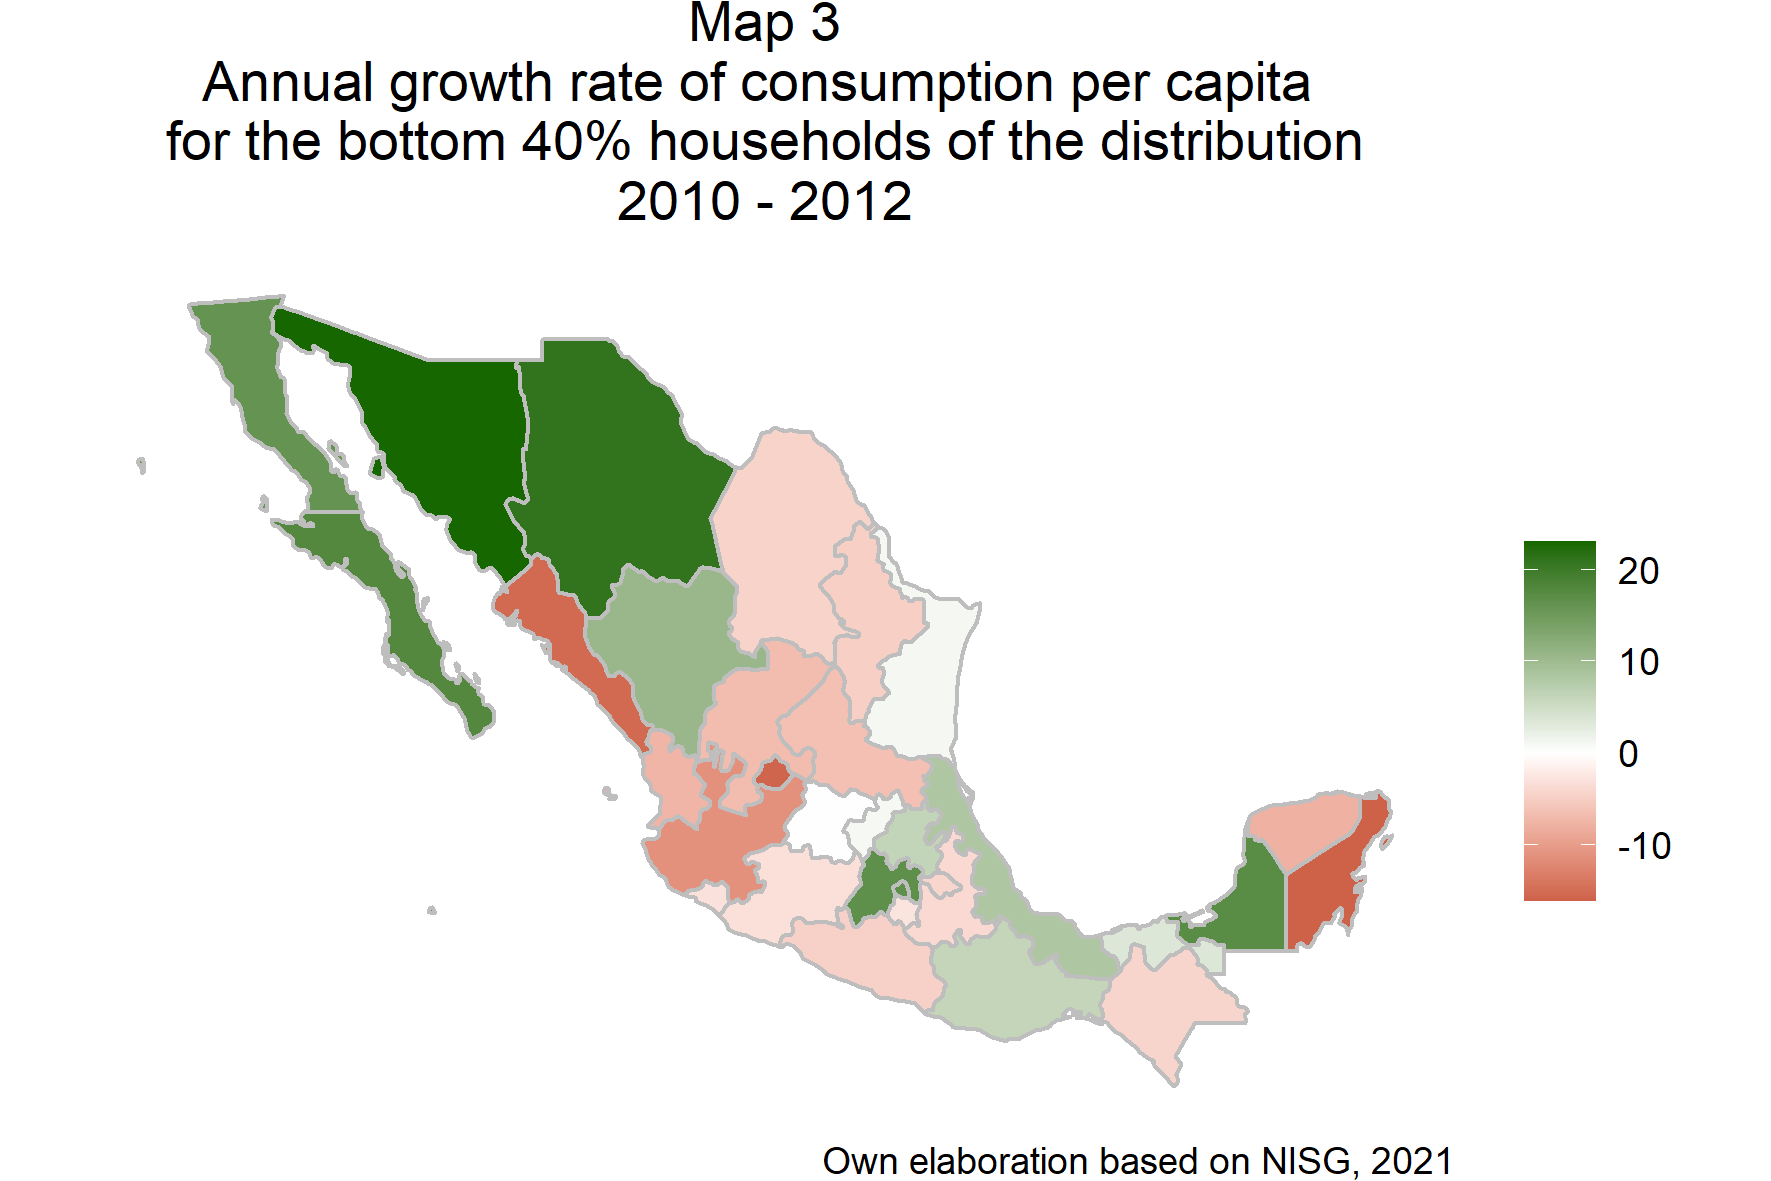 Map 3
Annual growth rate of consumption per capita
for the bottom 40% households of the distribution
2010 - 2012
20
10
0
-10
Own elaboration based on NISG, 2021